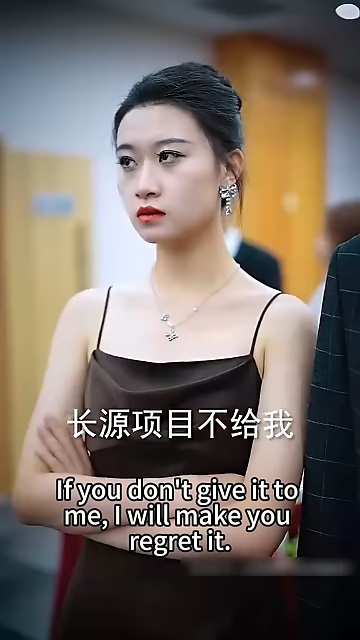 长源项目不给我
If you don't give it to
me, I will make you
regret it.